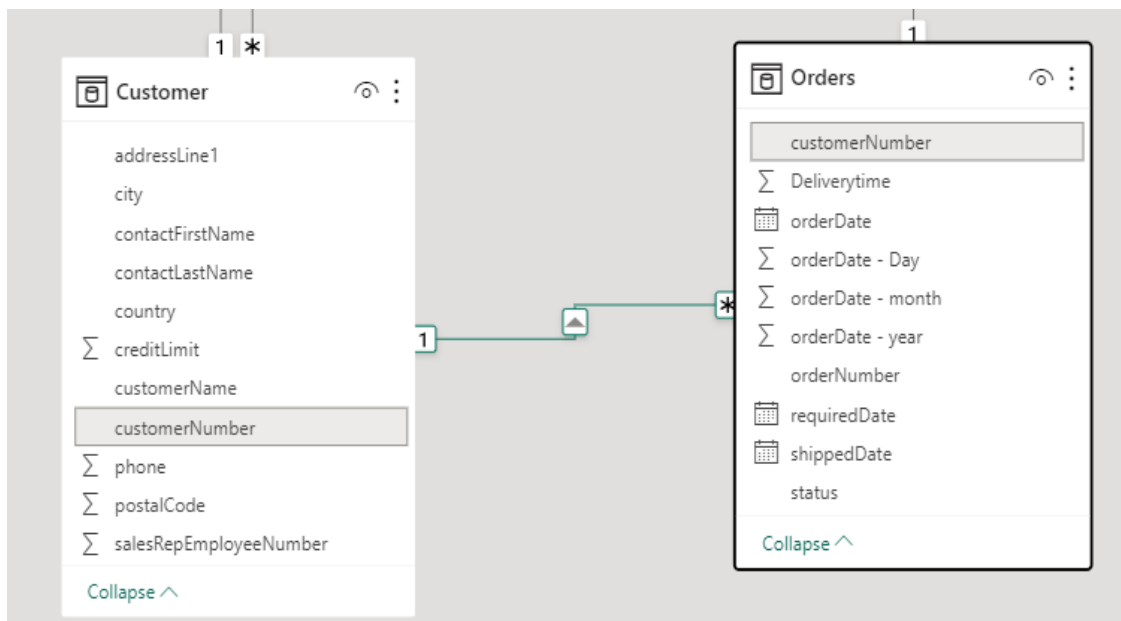 1 *
1
Customer
addressLine1
city
contactFirstName
contactLastName
country
∑ creditLimit
customerName
customerNumber
∑ phone
∑ postalCode
∑ salesRepEmployeeNumber
Collapse
1
*
Orders
customerNumber
∑ Deliverytime
orderDate
∑ orderDate - Day
∑ orderDate - month
∑ orderDate - year
orderNumber
requiredDate
shippedDate
status
Collapse